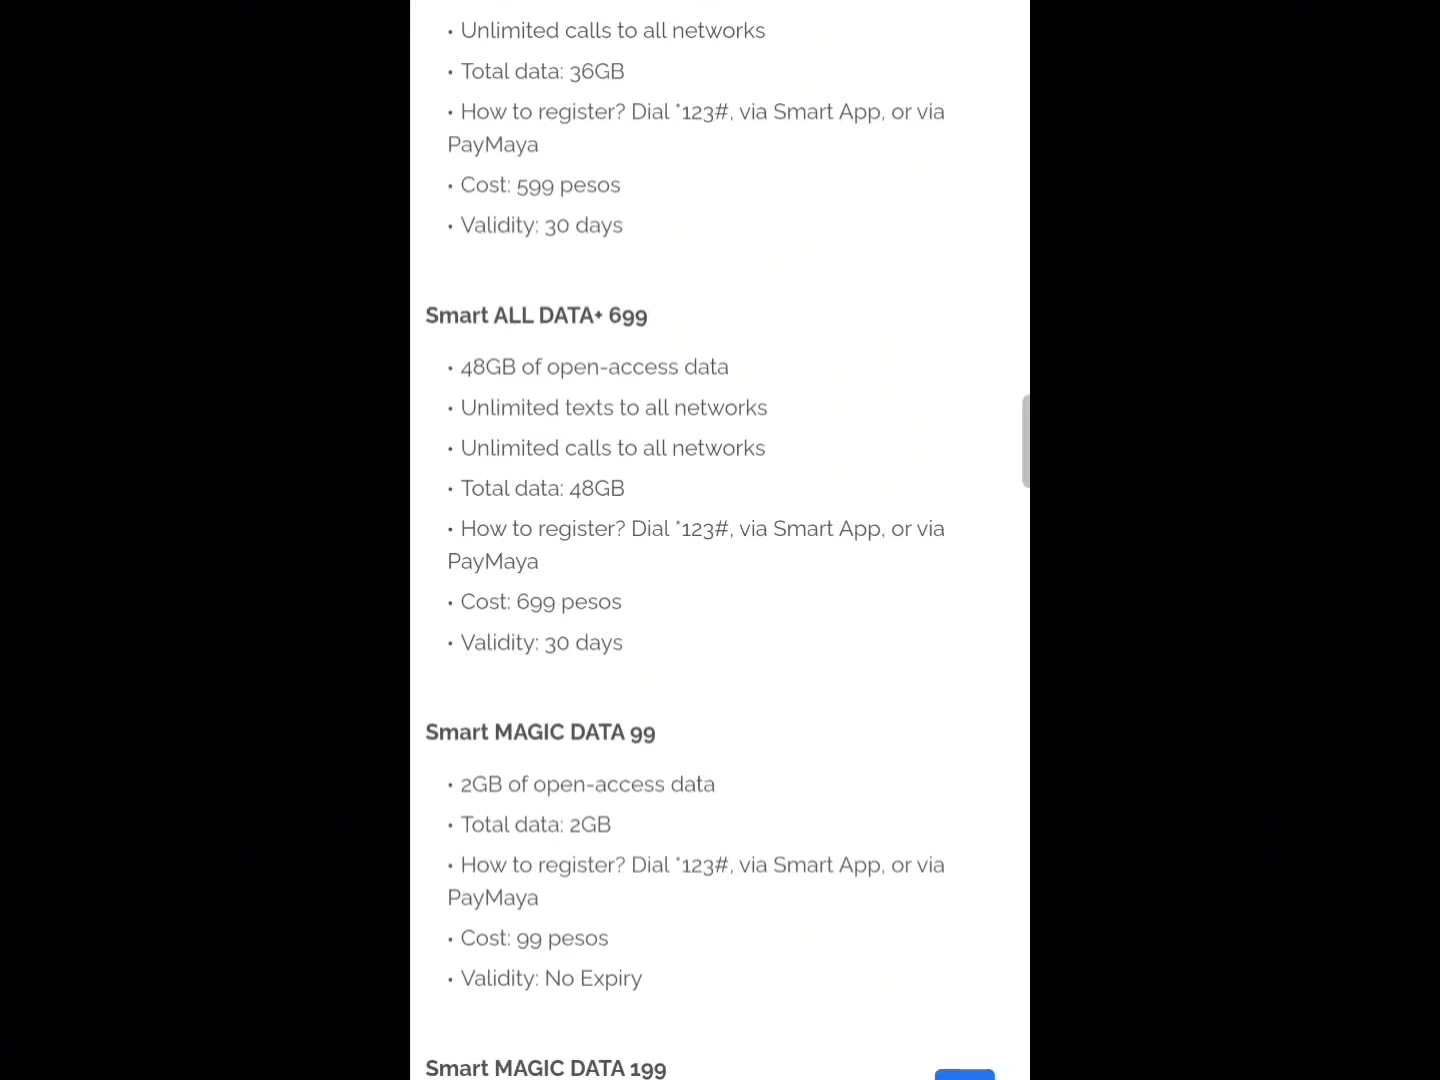 • Unlimited calls to all networks
• Total data: 36GB
• How to register? Dial *123#, via Smart App, or via
PayMaya
• Cost: 599 pesos
• Validity: 30 days
Smart ALL DATA+ 699
• 48GB of open-access data
• Unlimited texts to all networks
• Unlimited calls to all networks
• Total data: 48GB
• How to register? Dial *123#, via Smart App, or via
PayMaya
• Cost: 699 pesos
• Validity: 30 days
Smart MAGIC DATA 99
• 2GB of open-access data
• Total data: 2GB
• How to register? Dial *123#, via Smart App, or via
PayMaya
• Cost: 99 pesos
• Validity: No Expiry
Smart MAGIC DATA 199